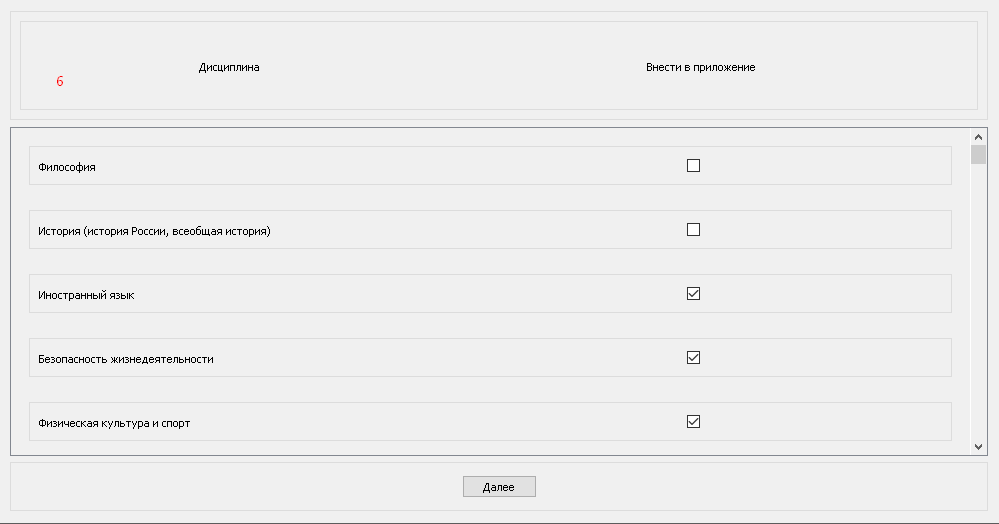 Дисциплина
Внести в приложение
6
Философия
История (история России, всеобщая история)
Иностранный язык
Безопасность жизнедеятельности
Физическая культура и спорт
Далее